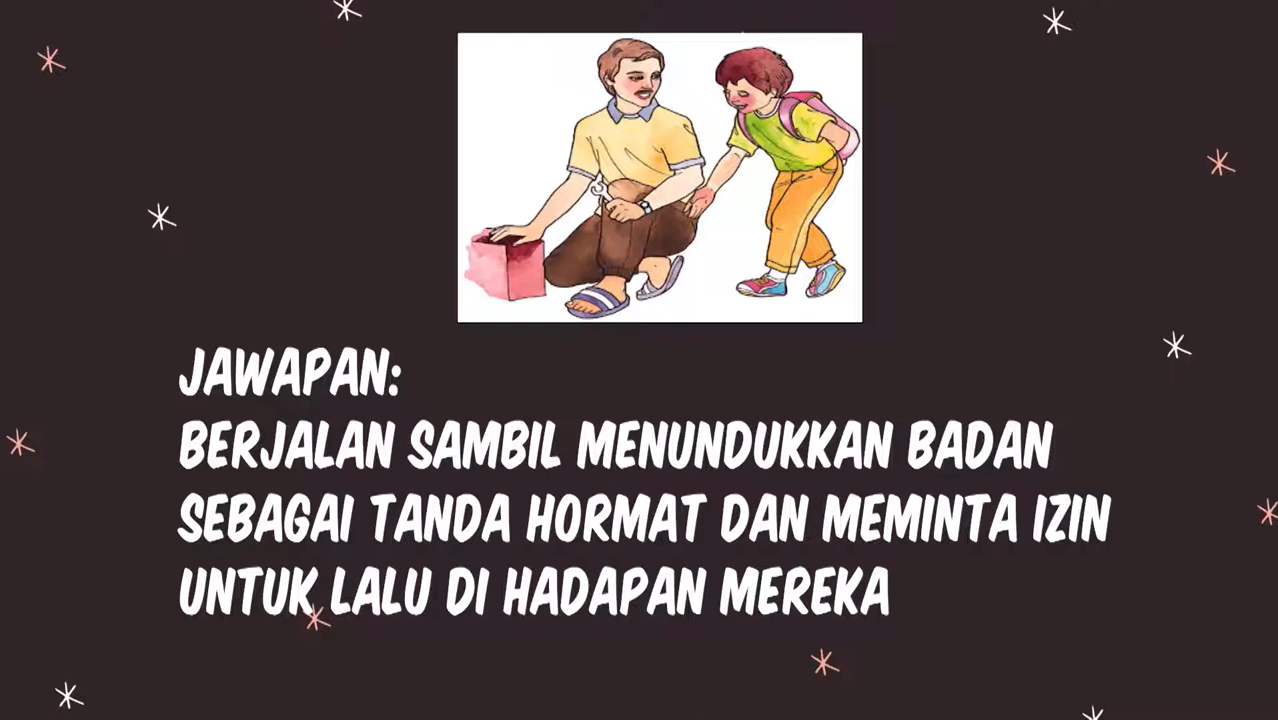 JAWAPAN:
BERJALAN SAMBIL MENUNDUKKAN BADAN
SEBAGAI TANDA HORMAT DAN MEMINTA IZIN
UNTUK LALU DI HADAPAN MEREKA